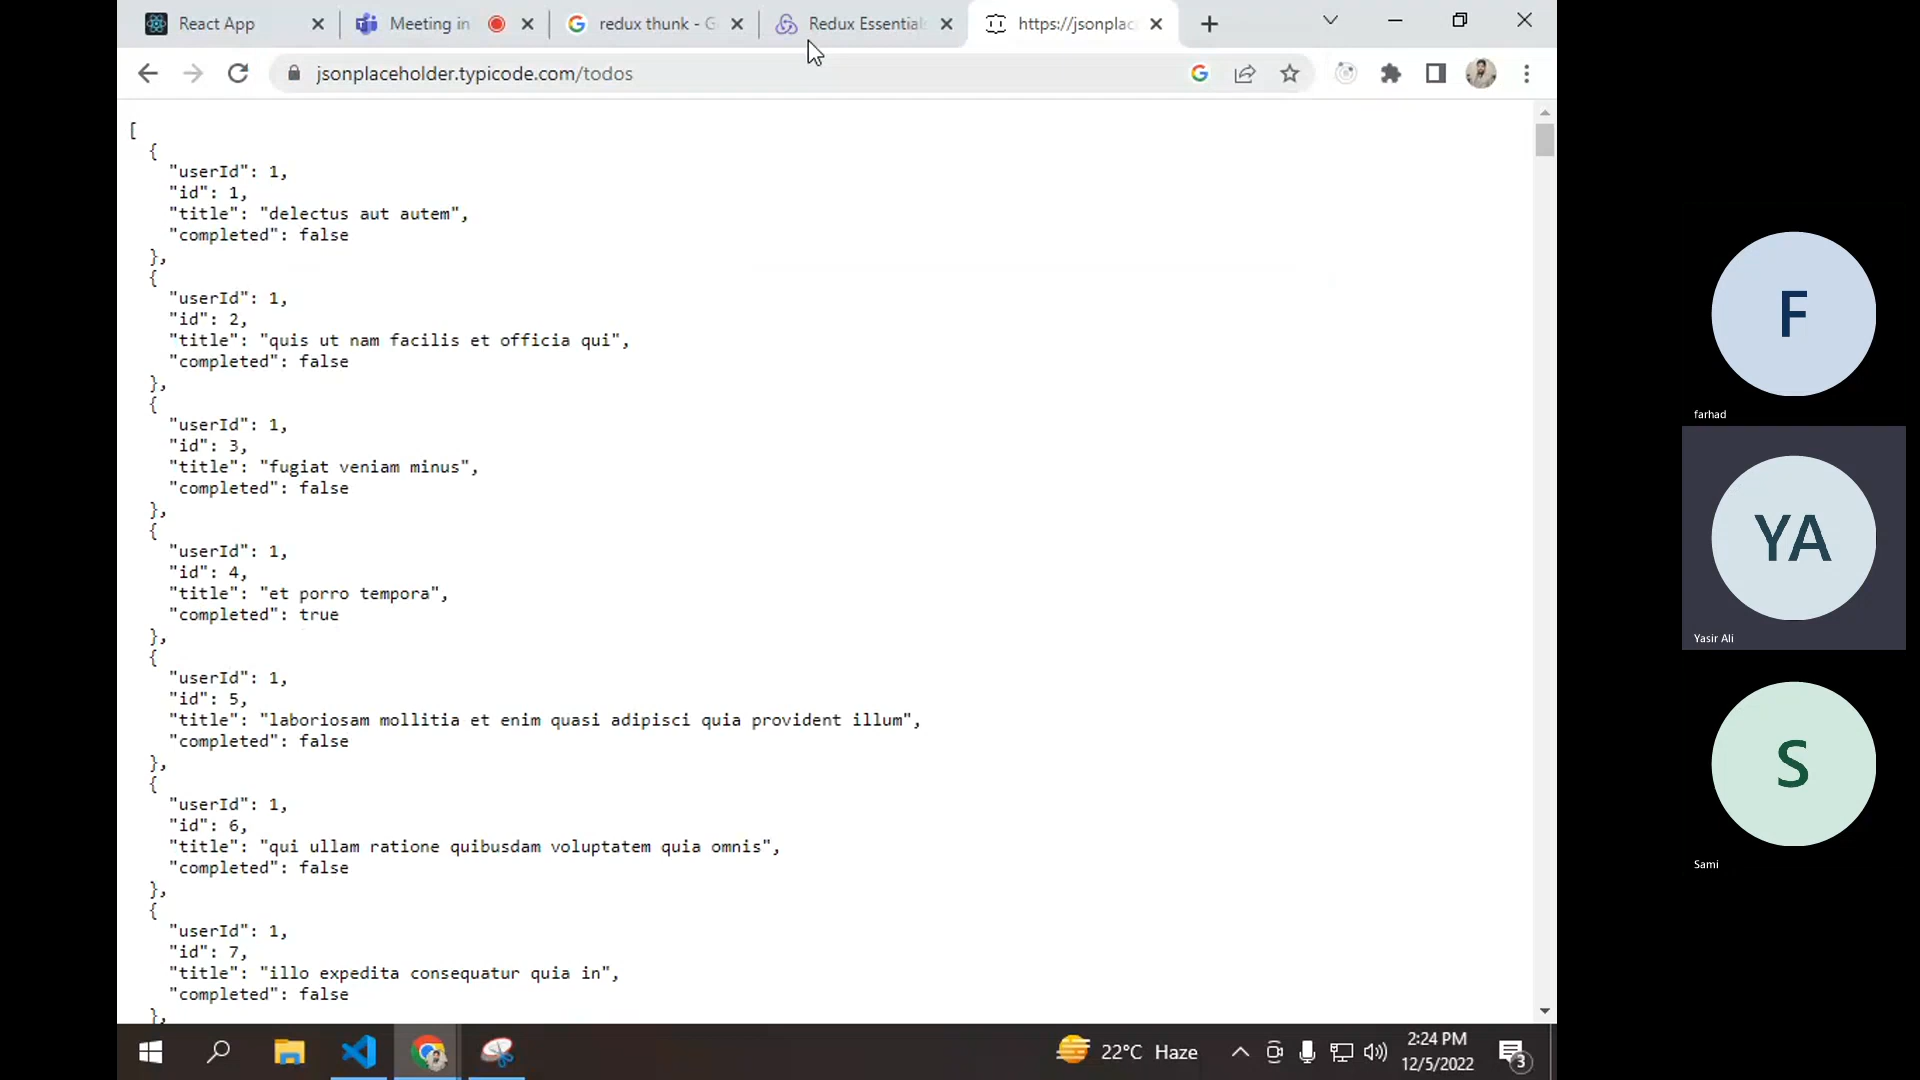 React App
Meeting in
redux thunk - G
Redux Essential
https://jsonplac
jsonplaceholder.typicode.com/todos
[
{
"userId": 1,
"id": 1,
"title": "delectus aut autem",
"completed": false
},
{
"userId": 1,
"id": 2,
"title": "quis ut nam facilis et officia qui",
"completed": false
},
{
"userId": 1,
"id": 3,
"title": "fugiat veniam minus",
"completed": false
},
{
"userId": 1,
"id": 4,
"title": "et porro tempora",
"completed": true
},
{
"userId": 1,
"id": 5,
"title": "laboriosam mollitia et enim quasi adipisci quia provident illum",
"completed": false
},
{
"userId": 1,
"id": 6,
"title": "qui ullam ratione quibusdam voluptatem quia omnis",
"completed": false
},
{
"userId": 1,
"id": 7,
"title": "illo expedita consequatur quia in",
"completed": false
},
F
farhad
YA
Yasir Ali
S
Sami
22°C Haze
2:24 PM
12/5/2022
3